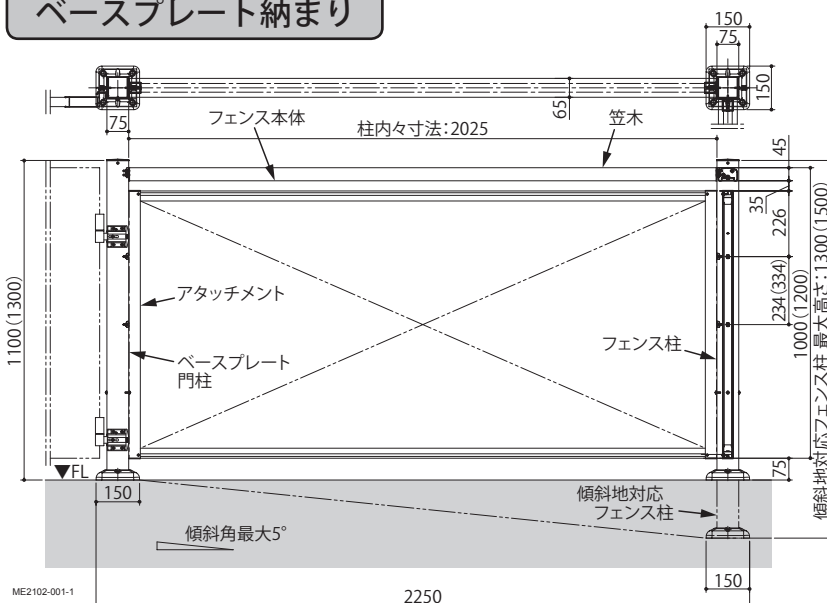 ベースプレート納まり
150
75
150
65
75
フェンス本体
柱内々寸法：2025
笠木
45
35
226
234(334)
1000(1200)
傾斜地対応フェンス柱 最大高さ：1300(1500)
1100(1300)
アタッチメント
ベースプレート
門柱
フェンス柱
▼FL
75
150
傾斜地対応
フェンス柱
傾斜角最大5°
150
2250
ME2102-001-1